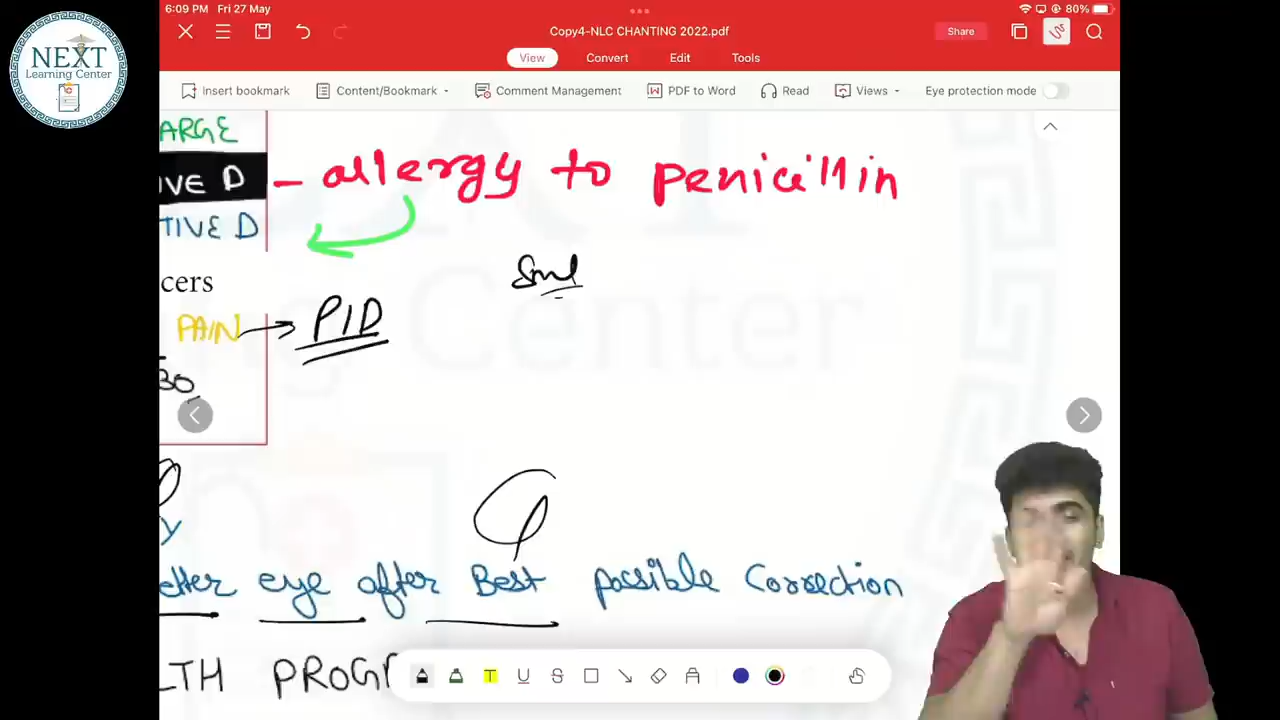 6:09 PM Fri 27 May 80%
NEXT
Learning Center
Copy4-NLC CHANTING 2022.pdf
Share
View Convert Edit Tools
Insert bookmark Content/Bookmark Comment Management PDF to Word Read Views Eye protection mode
ARGE
IVE D - allergy to penicillin
TIVE D
cers
PAIN → PID
30
y
etter eye after Best possible Correction
LTH PROGR
T U S